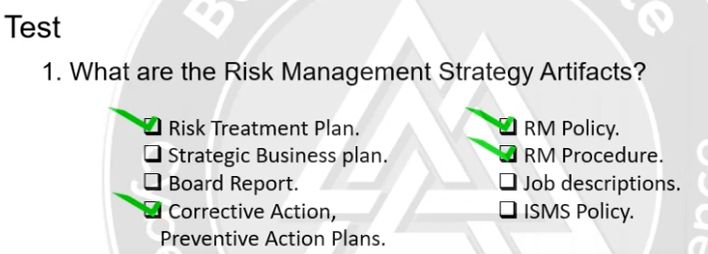 Test
1. What are the Risk Management Strategy Artifacts?
Risk Treatment Plan.
Strategic Business plan.
Board Report.
Corrective Action,
Preventive Action Plans.
RM Policy.
RM Procedure.
Job descriptions.
ISMS Policy.